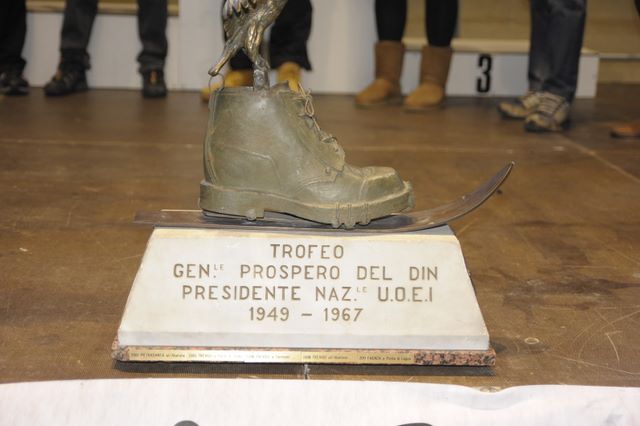 TROFEO
GEN.LE PROSPERO DEL DIN
PRESIDENTE NAZ.LE U.O.E.I
1949 - 1967
3